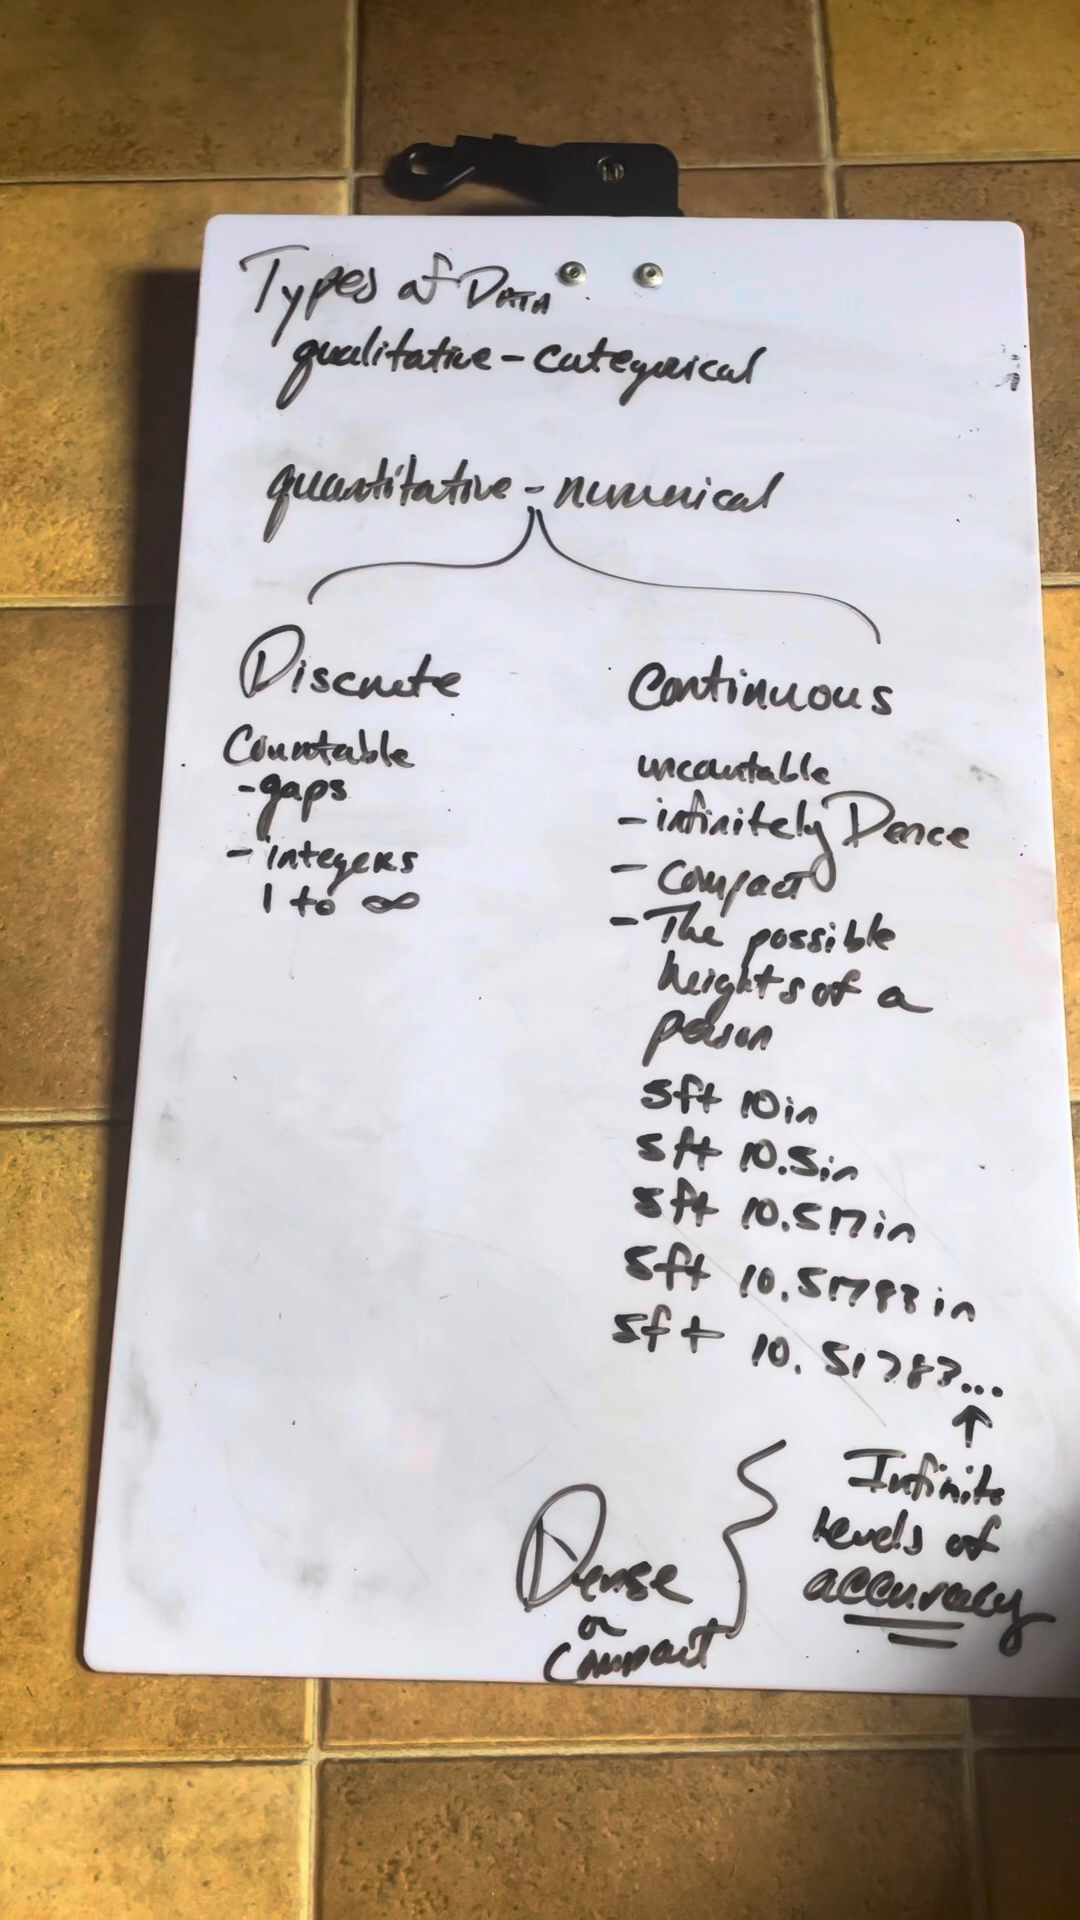 Types of DATA
qualitative - categorical
quantitative - numerical
Discrete
Countable
- gaps
- integers
1 to ∞
Continuous
uncountable
- infinitely Dence
- Compact
- The possible
heights of a
person
5ft 10in
5ft 10.5in
5ft 10.517in
5ft 10.51783in
5ft 10.51783...
↑
Infinite
levels of
accuracy
Dense
or
Compact